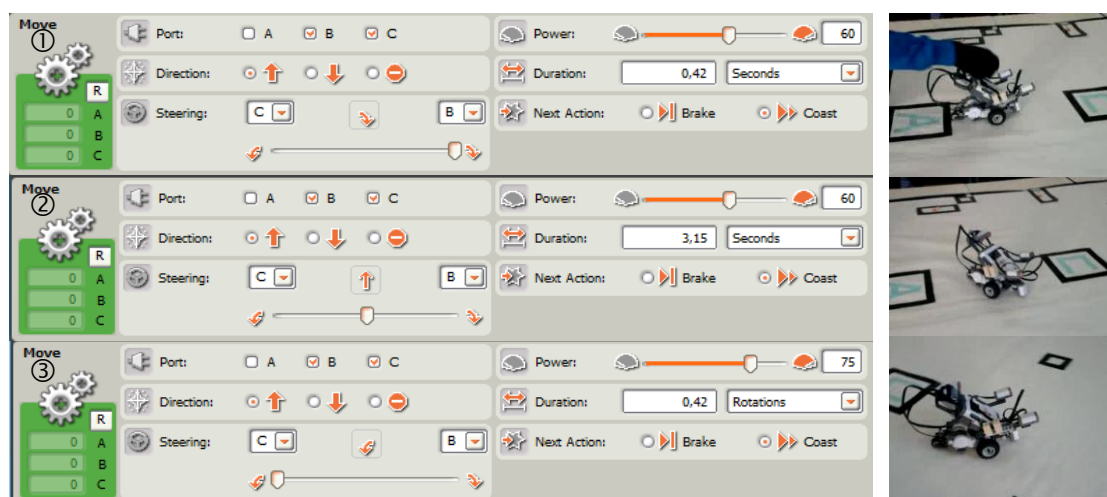 Move
① Port: A B C Power: 60
Direction: Duration: 0,42 Seconds
R
Steering: C B Next Action: Brake Coast
0 A
0 B
0 C
Move
② Port: A B C Power: 60
Direction: Duration: 3,15 Seconds
R
Steering: C B Next Action: Brake Coast
0 A
0 B
0 C
Move
③ Port: A B C Power: 75
Direction: Duration: 0,42 Rotations
R
Steering: C B Next Action: Brake Coast
0 A
0 B
0 C